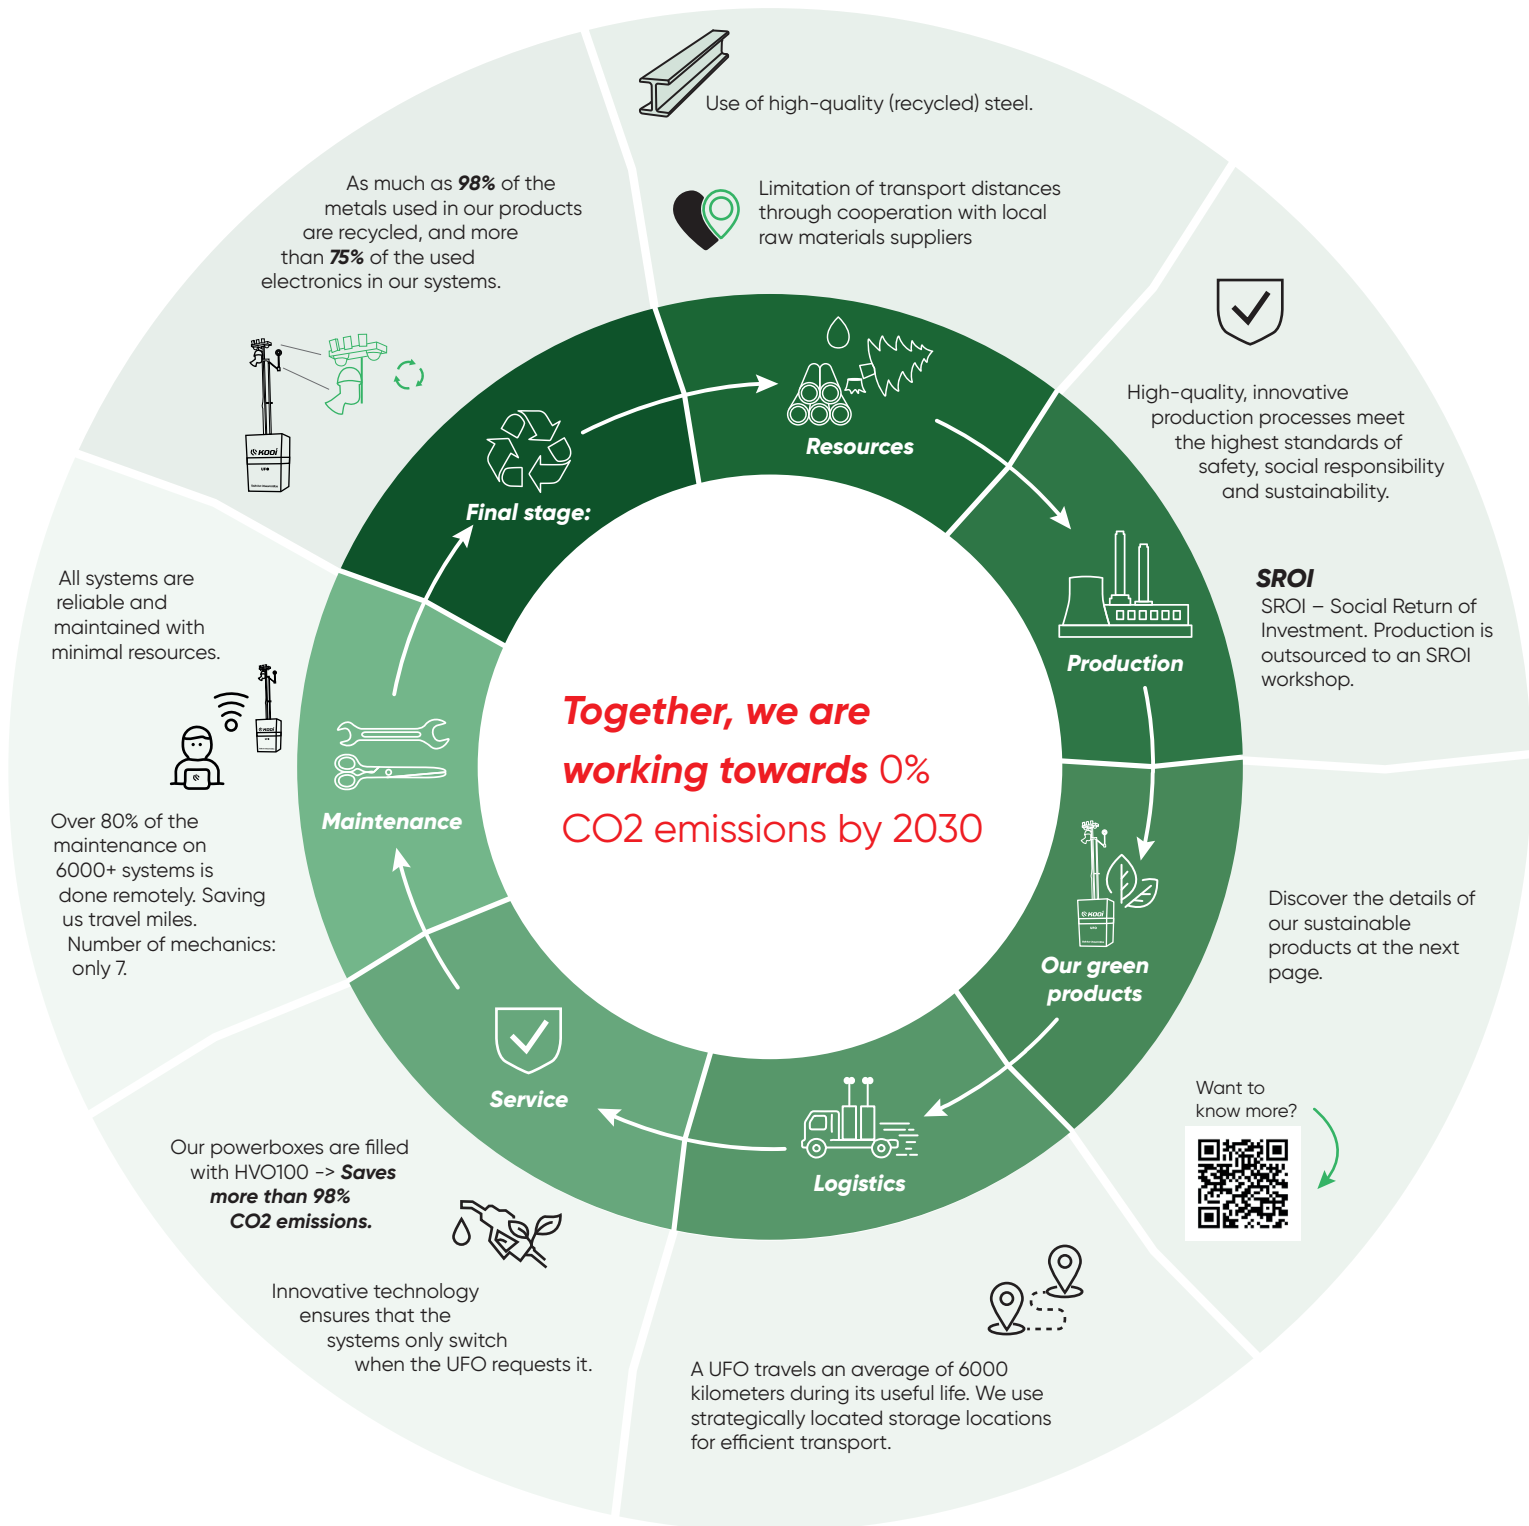 Use of high-quality (recycled) steel.
Limitation of transport distances
through cooperation with local
raw materials suppliers
Resources
High-quality, innovative
production processes meet
the highest standards of
safety, social responsibility
and sustainability.
SROI
SROI – Social Return of
Investment. Production is
outsourced to an SROI
workshop.
Production
Discover the details of
our sustainable
products at the next
page.
Want to
know more?
KOOI
UFO
Our green
products
Logistics
A UFO travels an average of 6000
kilometers during its useful life. We use
strategically located storage locations
for efficient transport.
Service
Our powerboxes are filled
with HVO100 -> Saves
more than 98%
CO2 emissions.
Innovative technology
ensures that the
systems only switch
when the UFO requests it.
Maintenance
All systems are
reliable and
maintained with
minimal resources.
KOOI
Over 80% of the
maintenance on
6000+ systems is
done remotely. Saving
us travel miles.
Number of mechanics:
only 7.
Final stage:
As much as 98% of the
metals used in our products
are recycled, and more
than 75% of the used
electronics in our systems.
KOOI
UFO
Together, we are
working towards 0%
CO2 emissions by 2030